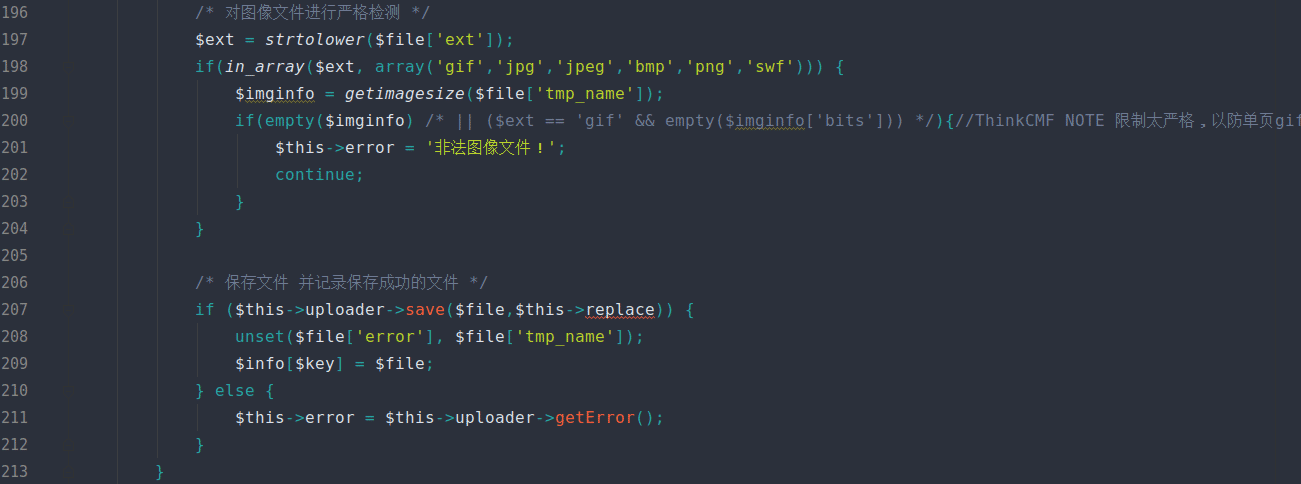 196 /* 对图像文件进行严格检测 */
197 $ext = strtolower($file['ext']);
198 if(in_array($ext, array('gif','jpg','jpeg','bmp','png','swf'))) {
199 $imginfo = getimagesize($file['tmp_name']);
200 if(empty($imginfo) /* || ($ext == 'gif' && empty($imginfo['bits'])) */){//ThinkCMF NOTE 限制太严格，以防单页gif
201 $this->error = '非法图像文件！';
202 continue;
203 }
204 }
205
206 /* 保存文件 并记录保存成功的文件 */
207 if ($this->uploader->save($file,$this->replace)) {
208 unset($file['error'], $file['tmp_name']);
209 $info[$key] = $file;
210 } else {
211 $this->error = $this->uploader->getError();
212 }
213 }